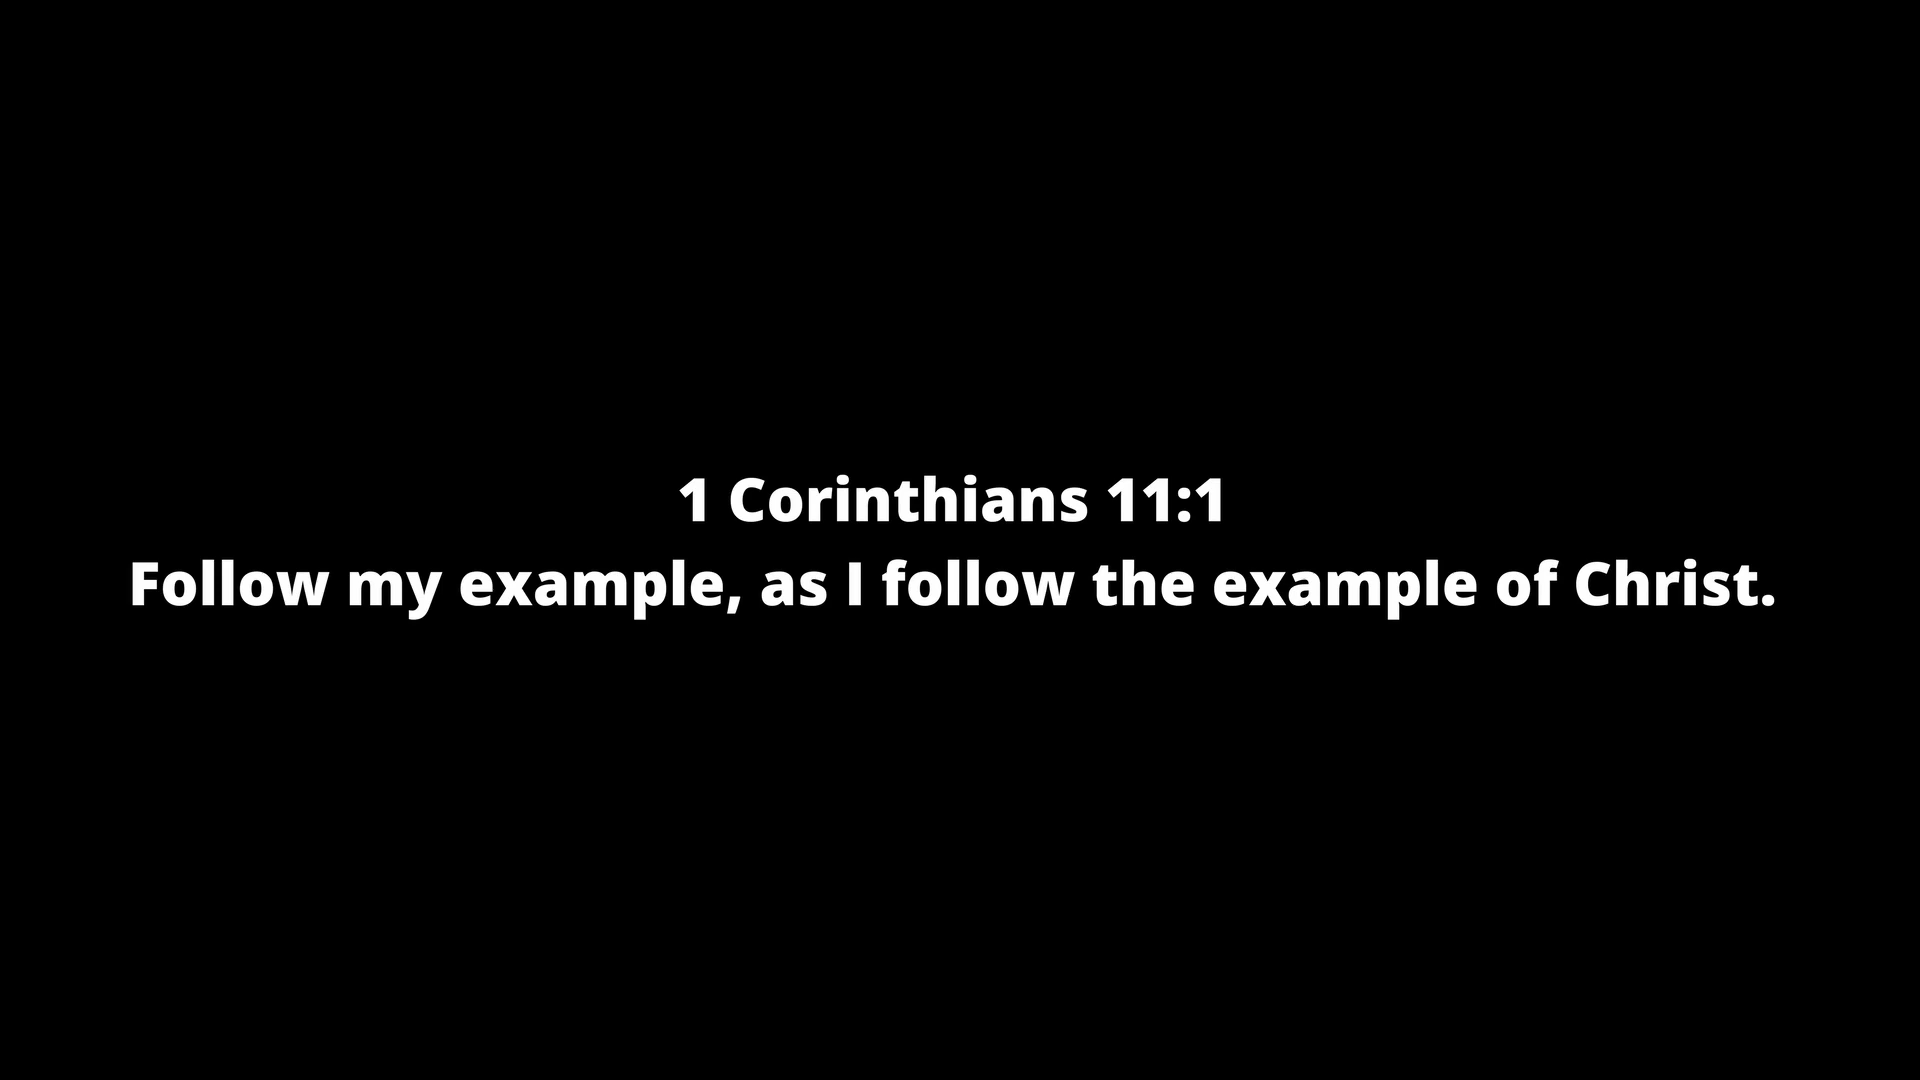 1 Corinthians 11:1
Follow my example, as I follow the example of Christ.